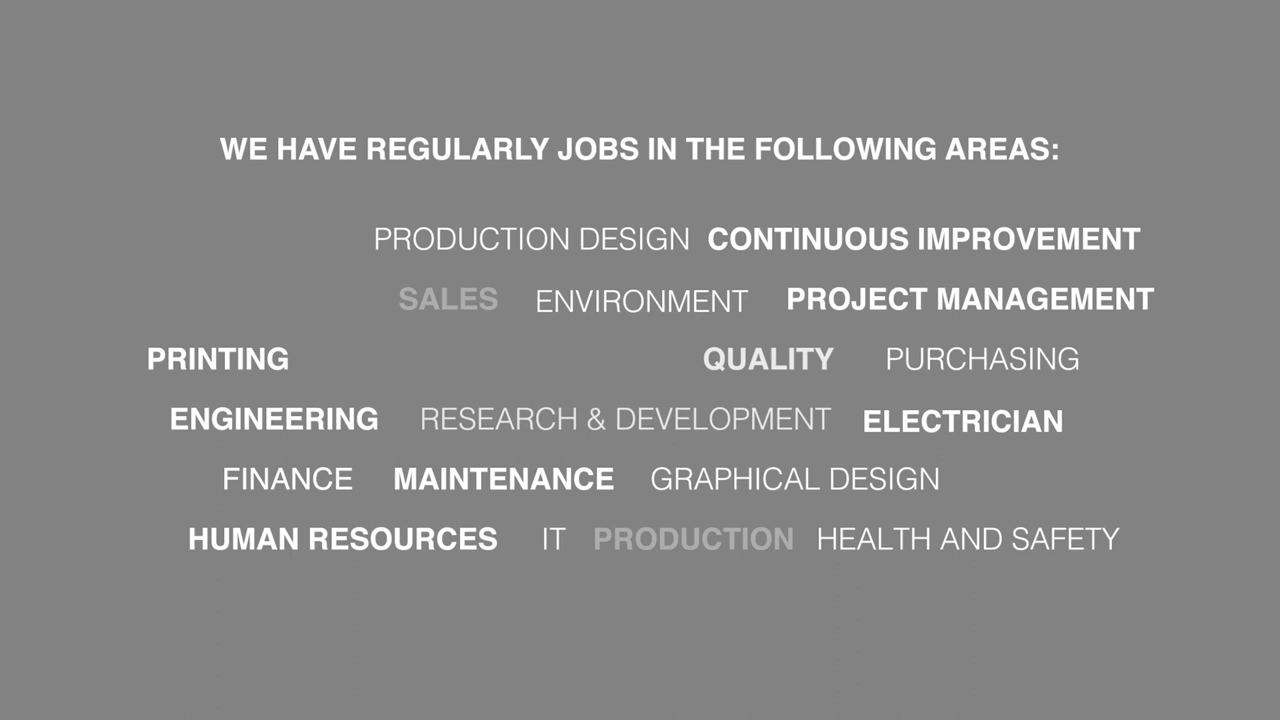 WE HAVE REGULARLY JOBS IN THE FOLLOWING AREAS:
PRODUCTION DESIGN CONTINUOUS IMPROVEMENT
SALES ENVIRONMENT PROJECT MANAGEMENT
PRINTING QUALITY PURCHASING
ENGINEERING RESEARCH & DEVELOPMENT ELECTRICIAN
FINANCE MAINTENANCE GRAPHICAL DESIGN
HUMAN RESOURCES IT PRODUCTION HEALTH AND SAFETY